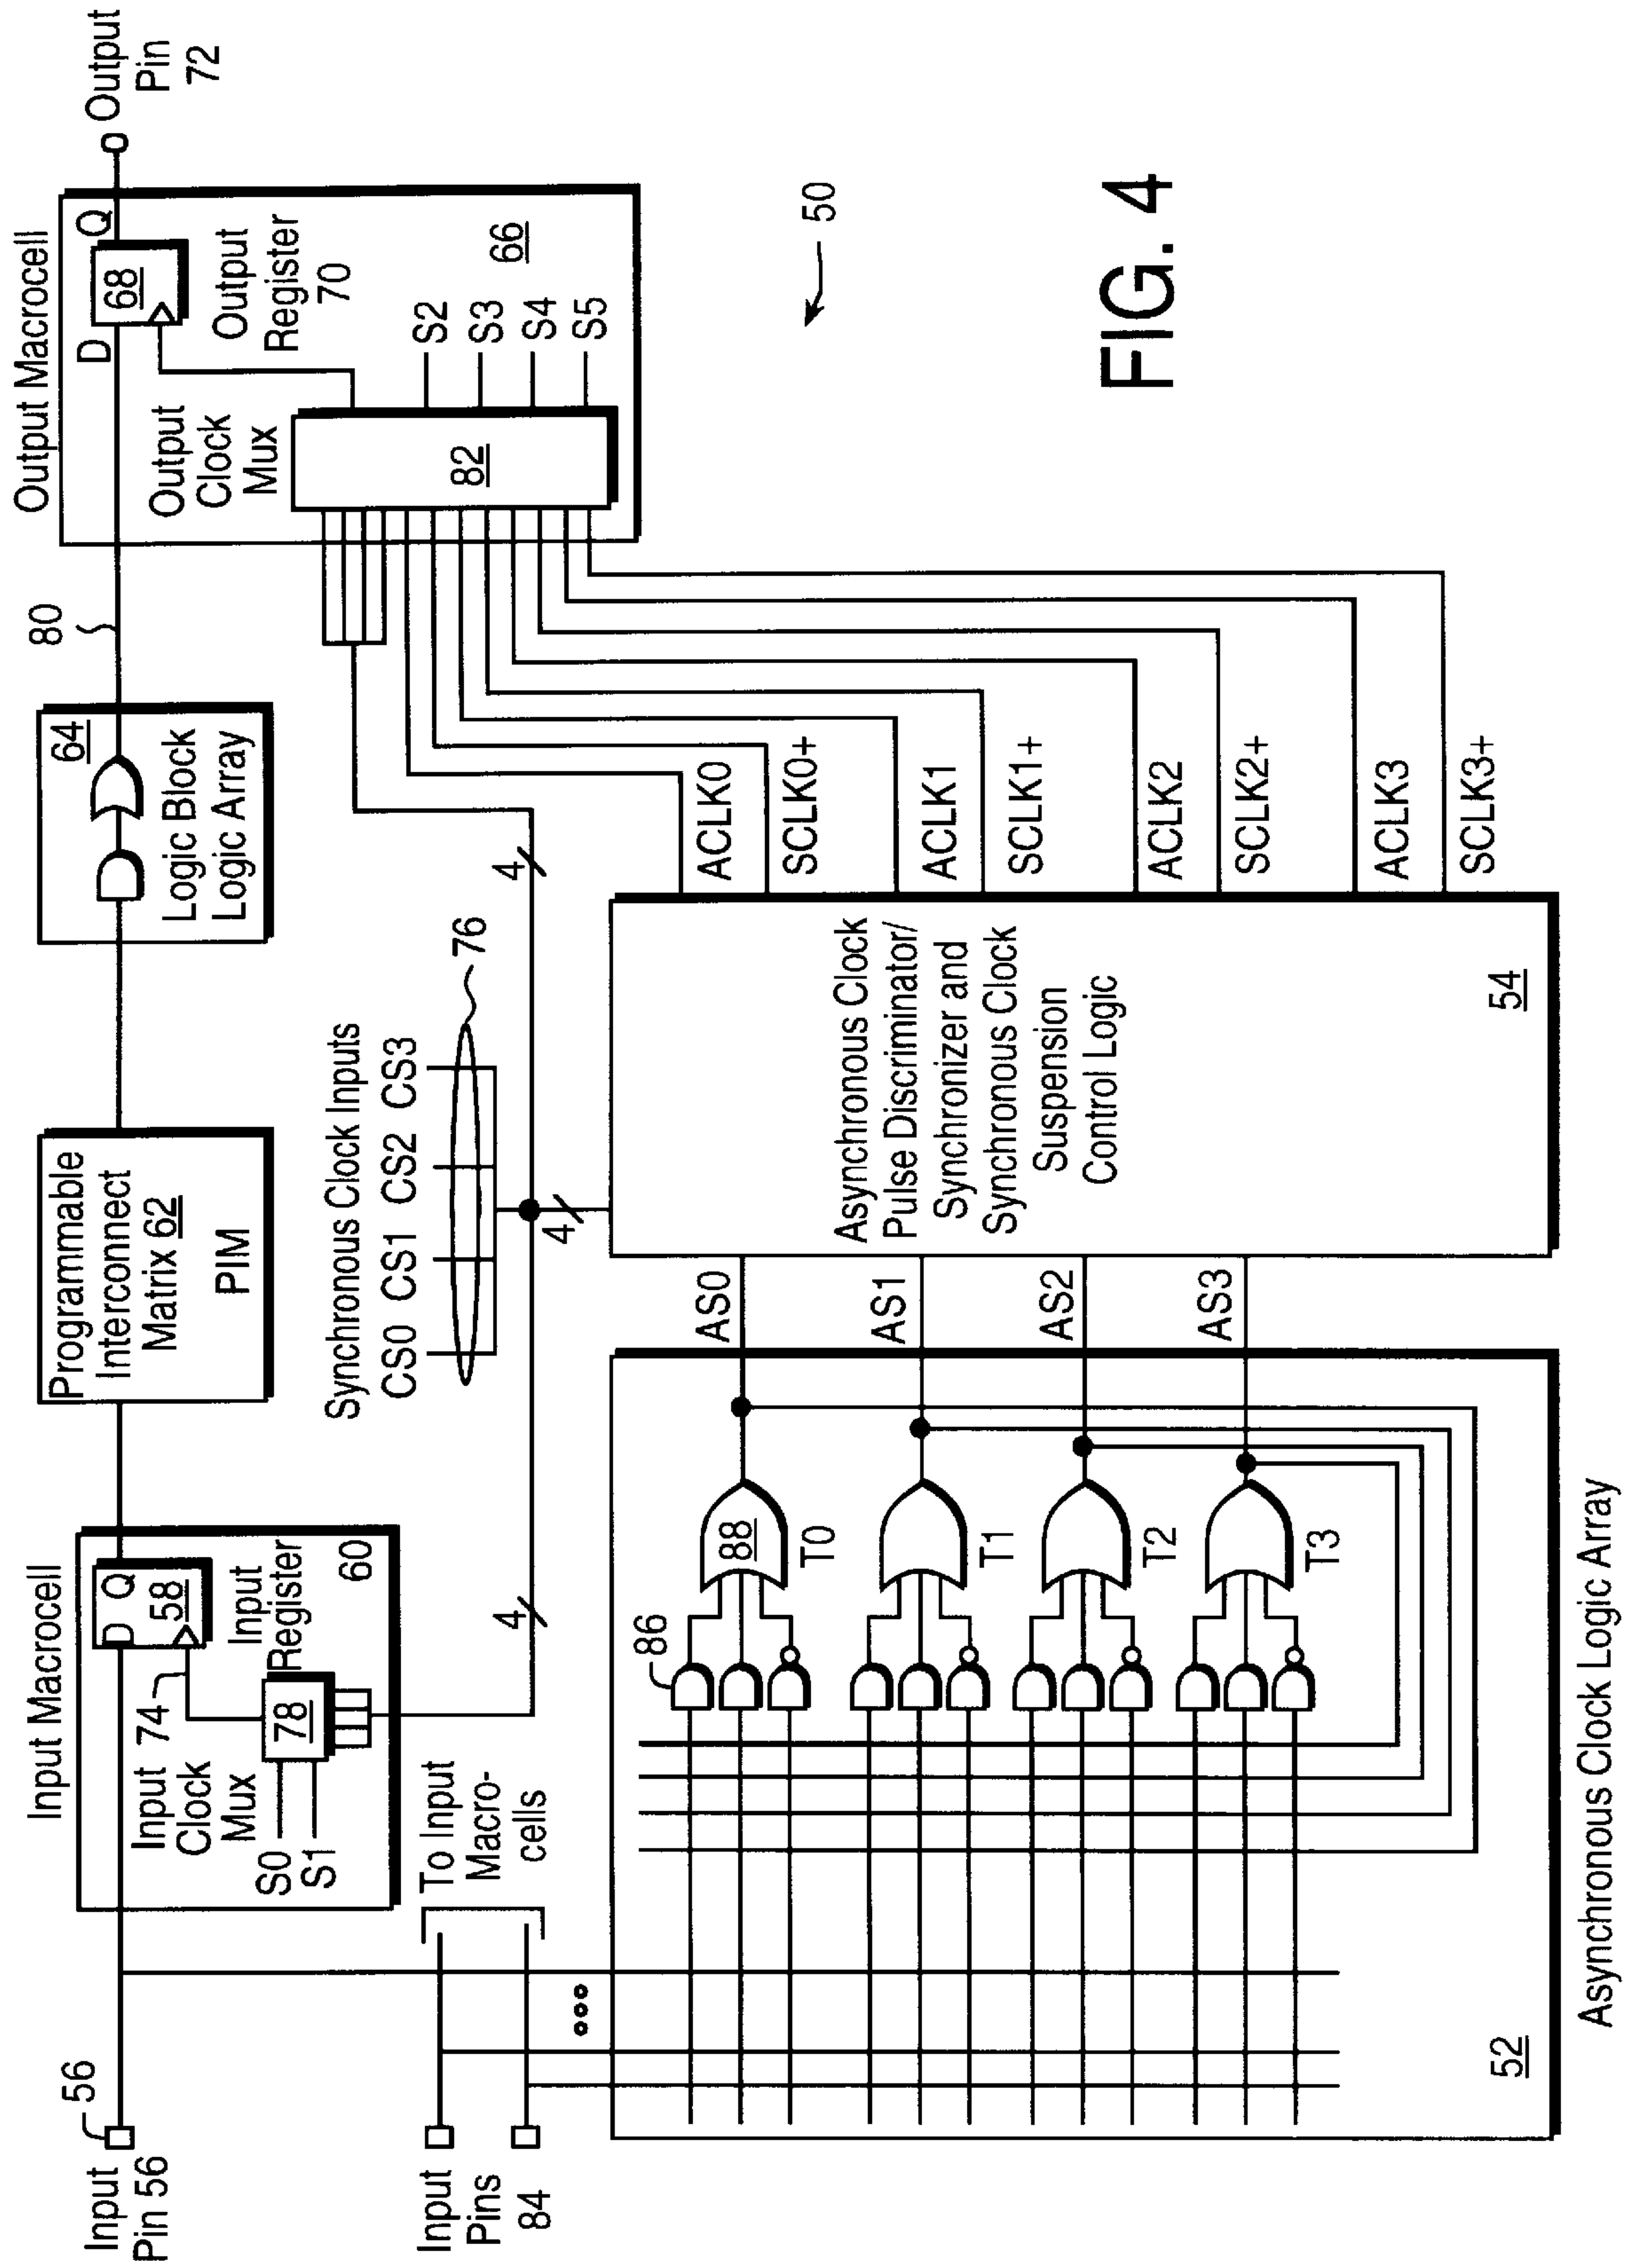 Input
Pin 56
56
Input Macrocell
D Q
58
Input
Register
60
74
Input
Clock
Mux
78
S0
S1
Programmable
Interconnect
Matrix 62
PIM
64
Logic Block
Logic Array
80
Output Macrocell
D
Q
68
Output
Register
70
Output
Clock
Mux
82
66
S2
S3
S4
S5
Output
Pin
72
Input
Pins
84
To Input
Macro-
cells
4
Synchronous Clock Inputs
CS0 CS1 CS2 CS3
76
4
4
86
88
T0
T1
T2
T3
52
Asynchronous Clock Logic Array
AS0
AS1
AS2
AS3
Asynchronous Clock
Pulse Discriminator/
Synchronizer and
Synchronous Clock
Suspension
Control Logic
54
ACLK0
SCLK0+
ACLK1
SCLK1+
ACLK2
SCLK2+
ACLK3
SCLK3+
50
FIG. 4